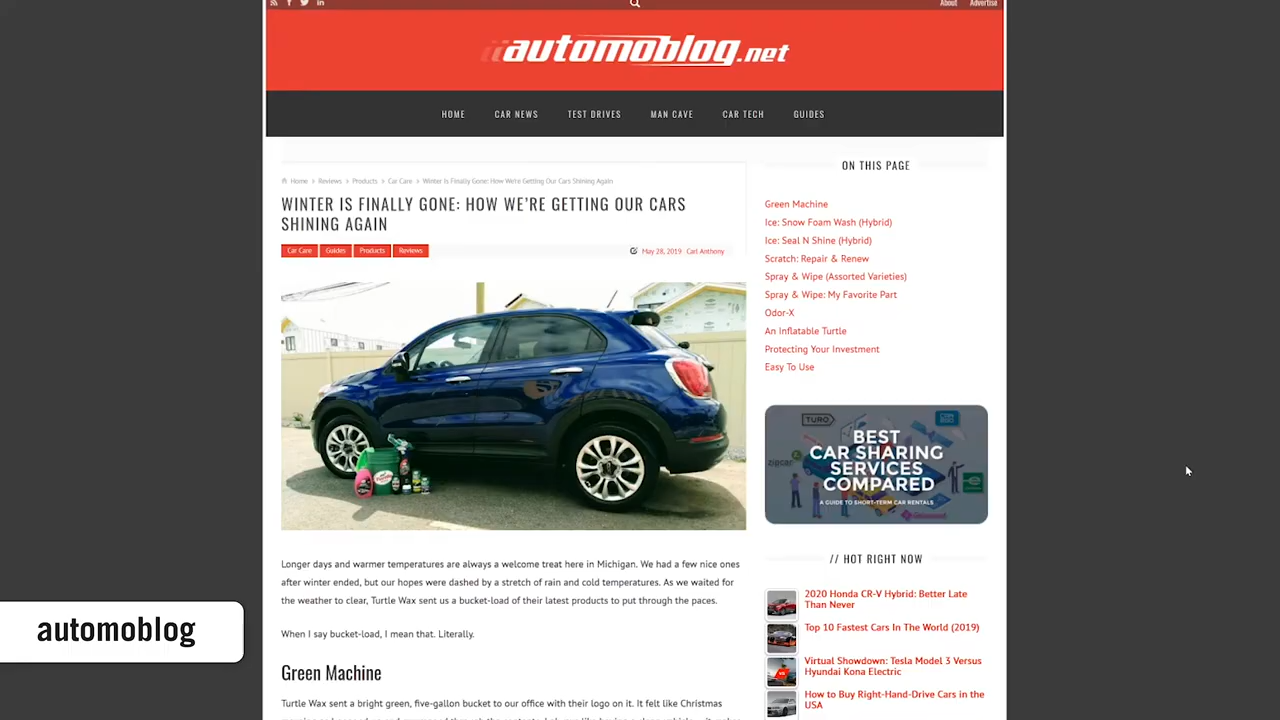 About Advertise
automoblog.net
HOME CAR NEWS TEST DRIVES MAN CAVE CAR TECH GUIDES
Home Reviews Products Car Care Winter Is Finally Gone: How We're Getting Our Cars Shining Again
WINTER IS FINALLY GONE: HOW WE'RE GETTING OUR CARS
SHINING AGAIN
Car Care Guides Products Reviews
May 28, 2019 Carl Anthony
Longer days and warmer temperatures are always a welcome treat here in Michigan. We had a few nice ones
after winter ended, but our hopes were dashed by a stretch of rain and cold temperatures. As we waited for
the weather to clear, Turtle Wax sent us a bucket-load of their latest products to put through the paces.
When I say bucket-load, I mean that. Literally.
Green Machine
Turtle Wax sent a bright green, five-gallon bucket to our office with their logo on it. It felt like Christmas
ON THIS PAGE
Green Machine
Ice: Snow Foam Wash (Hybrid)
Ice: Seal N Shine (Hybrid)
Scratch: Repair & Renew
Spray & Wipe (Assorted Varieties)
Spray & Wipe: My Favorite Part
Odor-X
An Inflatable Turtle
Protecting Your Investment
Easy To Use
TURO
zipcar
BEST
CAR SHARING
SERVICES
COMPARED
A GUIDE TO SHORT-TERM CAR RENTALS
// HOT RIGHT NOW
2020 Honda CR-V Hybrid: Better Late
Than Never
Top 10 Fastest Cars In The World (2019)
Virtual Showdown: Tesla Model 3 Versus
Hyundai Kona Electric
How to Buy Right-Hand-Drive Cars in the
USA
automoblog